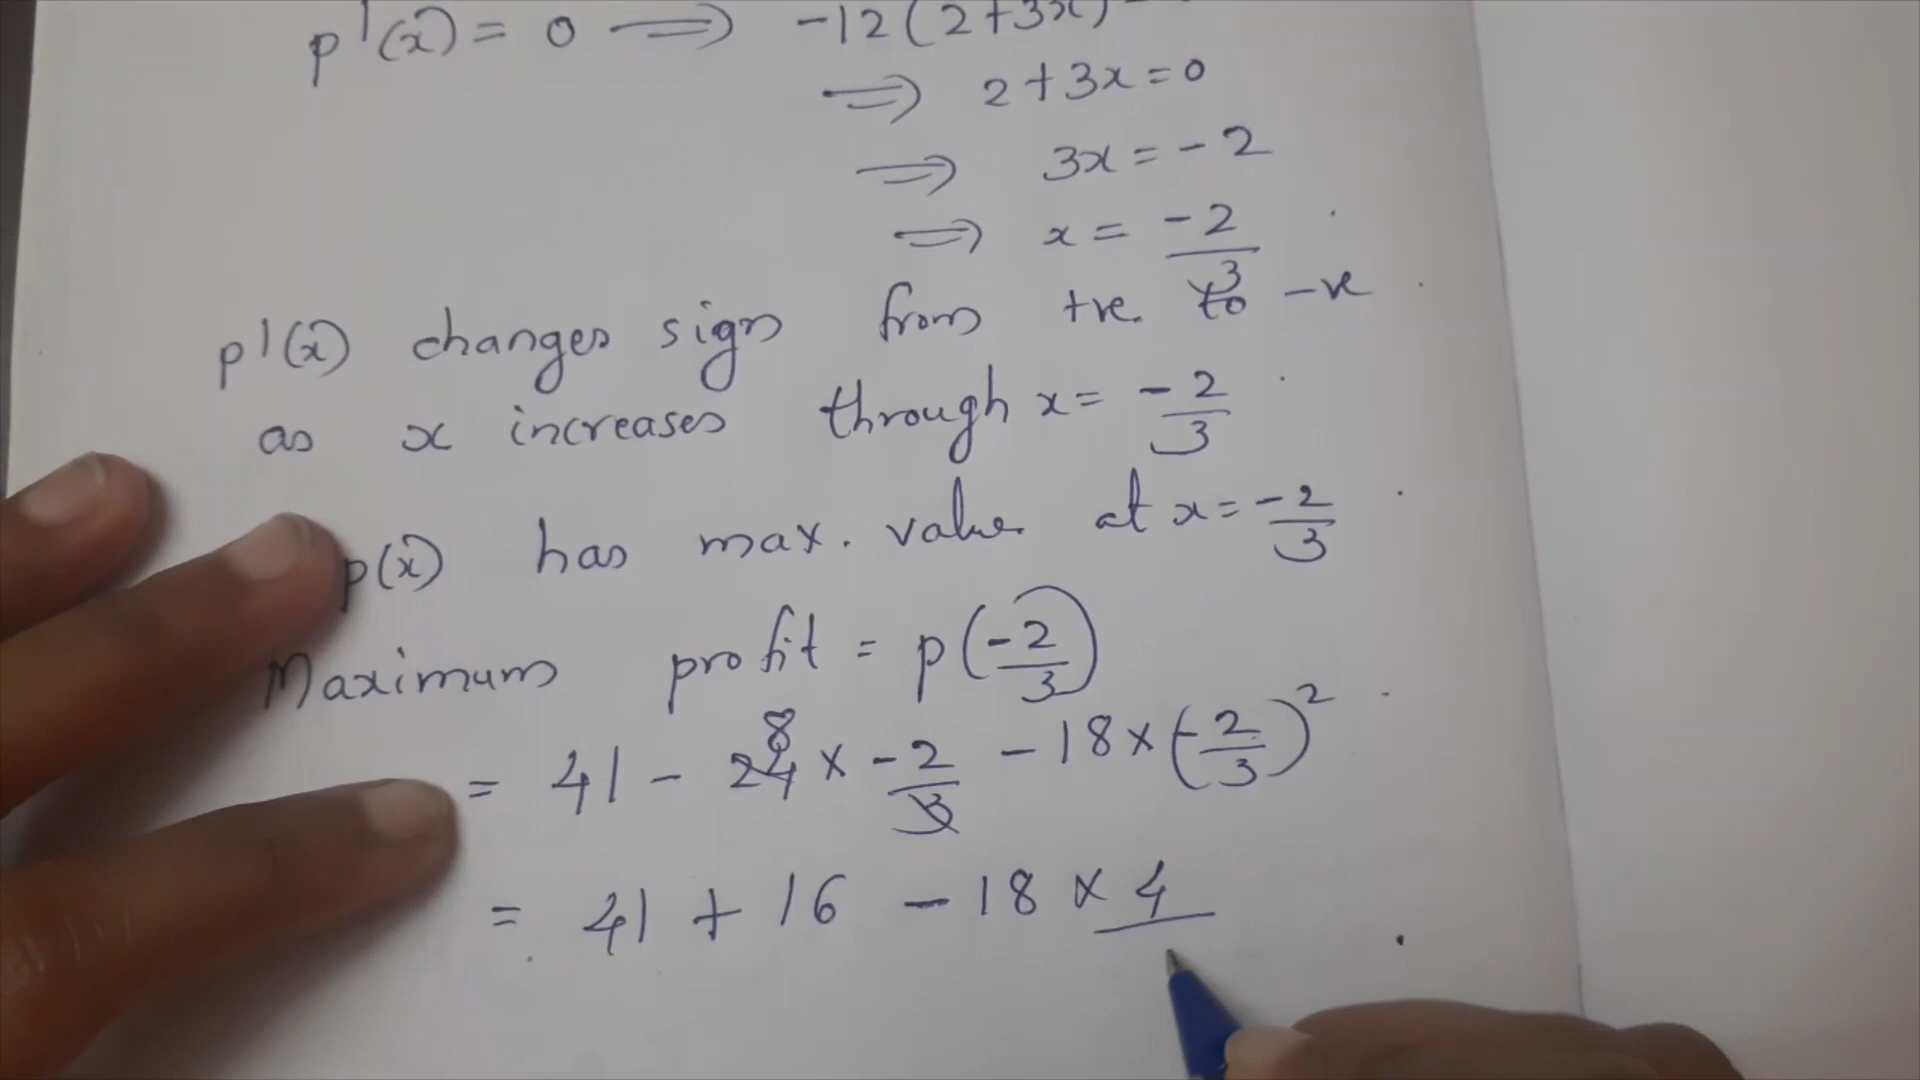 p'(x) = 0 ⟹ -12(2+3x)
⟹ 2+3x=0
⟹ 3x=-2
⟹ x = -2/3
p'(x) changes sign from +ve to -ve
as x increases through x = -2/3
p(x) has max. value at x = -2/3
Maximum profit = p(-2/3)
= 41 - 24 8 × -2/3 - 18 × (-2/3)²
= 41 + 16 - 18 × 4